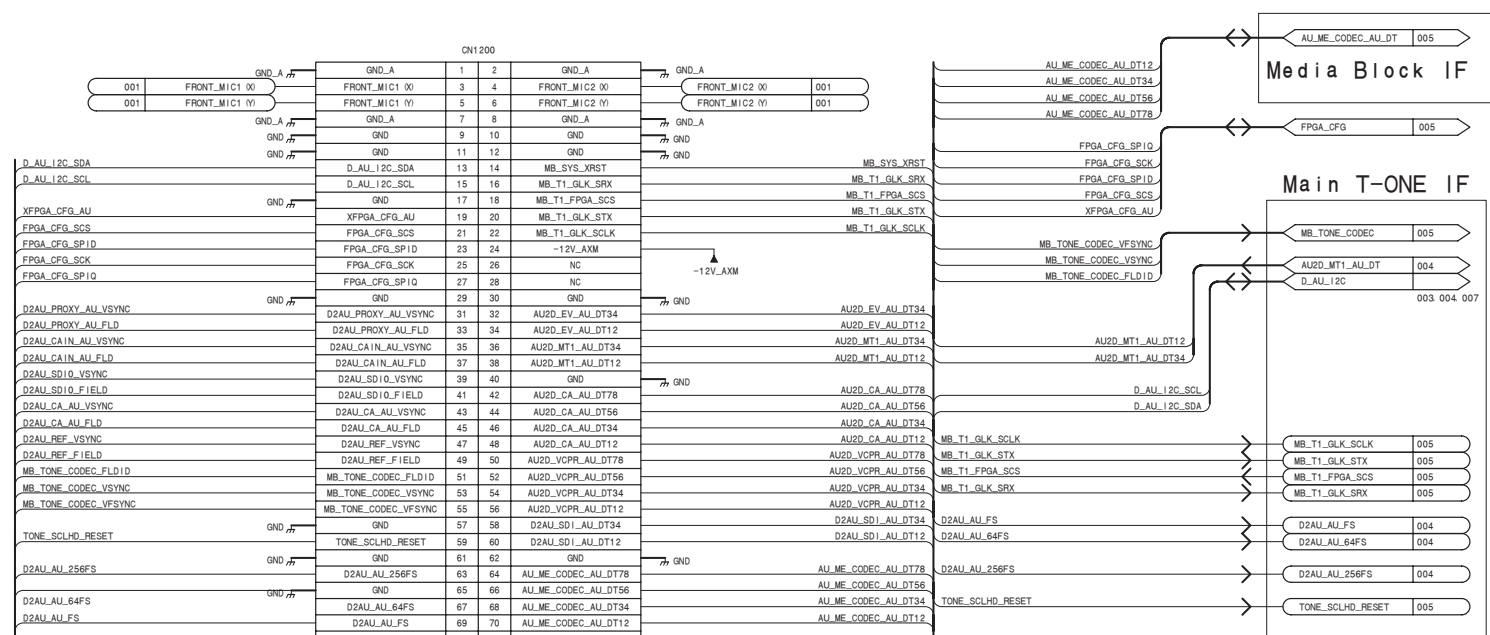 CN1200
GND_A GND_A 1 2 GND_A GND_A
001 FRONT_MIC1 (X) FRONT_MIC1 (X) 3 4 FRONT_MIC2 (X) FRONT_MIC2 (X) 001
001 FRONT_MIC1 (Y) FRONT_MIC1 (Y) 5 6 FRONT_MIC2 (Y) FRONT_MIC2 (Y) 001
GND_A GND_A 7 8 GND_A GND_A
GND GND 9 10 GND GND
GND GND 11 12 GND GND
D_AU_I2C_SDA D_AU_I2C_SDA 13 14 MB_SYS_XRST MB_SYS_XRST
D_AU_I2C_SCL D_AU_I2C_SCL 15 16 MB_T1_GLK_SRX MB_T1_GLK_SRX
GND GND 17 18 MB_T1_FPGA_SCS MB_T1_FPGA_SCS
XFPGA_CFG_AU XFPGA_CFG_AU 19 20 MB_T1_GLK_STX MB_T1_GLK_STX
FPGA_CFG_SCS FPGA_CFG_SCS 21 22 MB_T1_GLK_SCLK MB_T1_GLK_SCLK
FPGA_CFG_SPID FPGA_CFG_SPID 23 24 -12V_AXM
FPGA_CFG_SCK FPGA_CFG_SCK 25 26 NC -12V_AXM
FPGA_CFG_SPIQ FPGA_CFG_SPIQ 27 28 NC
GND GND 29 30 GND GND
D2AU_PROXY_AU_VSYNC D2AU_PROXY_AU_VSYNC 31 32 AU2D_EV_AU_DT34 AU2D_EV_AU_DT34
D2AU_PROXY_AU_FLD D2AU_PROXY_AU_FLD 33 34 AU2D_EV_AU_DT12 AU2D_EV_AU_DT12
D2AU_CAIN_AU_VSYNC D2AU_CAIN_AU_VSYNC 35 36 AU2D_MT1_AU_DT34 AU2D_MT1_AU_DT34
D2AU_CAIN_AU_FLD D2AU_CAIN_AU_FLD 37 38 AU2D_MT1_AU_DT12 AU2D_MT1_AU_DT12
D2AU_SDI0_VSYNC D2AU_SDI0_VSYNC 39 40 GND GND
D2AU_SDI0_FIELD D2AU_SDI0_FIELD 41 42 AU2D_CA_AU_DT78 AU2D_CA_AU_DT78
D2AU_CA_AU_VSYNC D2AU_CA_AU_VSYNC 43 44 AU2D_CA_AU_DT56 AU2D_CA_AU_DT56
D2AU_CA_AU_FLD D2AU_CA_AU_FLD 45 46 AU2D_CA_AU_DT34 AU2D_CA_AU_DT34
D2AU_REF_VSYNC D2AU_REF_VSYNC 47 48 AU2D_CA_AU_DT12 AU2D_CA_AU_DT12
D2AU_REF_FIELD D2AU_REF_FIELD 49 50 AU2D_VCPR_AU_DT78 AU2D_VCPR_AU_DT78
MB_TONE_CODEC_FLDID MB_TONE_CODEC_FLDID 51 52 AU2D_VCPR_AU_DT56 AU2D_VCPR_AU_DT56
MB_TONE_CODEC_VSYNC MB_TONE_CODEC_VSYNC 53 54 AU2D_VCPR_AU_DT34 AU2D_VCPR_AU_DT34
MB_TONE_CODEC_VFSYNC MB_TONE_CODEC_VFSYNC 55 56 AU2D_VCPR_AU_DT12 AU2D_VCPR_AU_DT12
GND GND 57 58 D2AU_SDI_AU_DT34 D2AU_SDI_AU_DT34
TONE_SCLHD_RESET TONE_SCLHD_RESET 59 60 D2AU_SDI_AU_DT12 D2AU_SDI_AU_DT12
GND GND 61 62 GND GND
D2AU_AU_256FS D2AU_AU_256FS 63 64 AU_ME_CODEC_AU_DT78 AU_ME_CODEC_AU_DT78
GND GND 65 66 AU_ME_CODEC_AU_DT56 AU_ME_CODEC_AU_DT56
D2AU_AU_64FS D2AU_AU_64FS 67 68 AU_ME_CODEC_AU_DT34 AU_ME_CODEC_AU_DT34
D2AU_AU_FS D2AU_AU_FS 69 70 AU_ME_CODEC_AU_DT12 AU_ME_CODEC_AU_DT12
AU_ME_CODEC_AU_DT 005
Media Block IF
AU_ME_CODEC_AU_DT12
AU_ME_CODEC_AU_DT34
AU_ME_CODEC_AU_DT56
AU_ME_CODEC_AU_DT78
FPGA_CFG 005
FPGA_CFG_SPIQ
FPGA_CFG_SCK
FPGA_CFG_SPID
FPGA_CFG_SCS
XFPGA_CFG_AU
Main T-ONE IF
MB_TONE_CODEC 005
MB_TONE_CODEC_VFSYNC
MB_TONE_CODEC_VSYNC
MB_TONE_CODEC_FLDID
AU2D_MT1_AU_DT 004
D_AU_I2C
003 004 007
AU2D_MT1_AU_DT12
AU2D_MT1_AU_DT34
D_AU_I2C_SCL
D_AU_I2C_SDA
MB_T1_GLK_SCLK MB_T1_GLK_SCLK 005
MB_T1_GLK_STX MB_T1_GLK_STX 005
MB_T1_FPGA_SCS MB_T1_FPGA_SCS 005
MB_T1_GLK_SRX MB_T1_GLK_SRX 005
D2AU_AU_FS D2AU_AU_FS 004
D2AU_AU_64FS D2AU_AU_64FS 004
D2AU_AU_256FS D2AU_AU_256FS 004
TONE_SCLHD_RESET TONE_SCLHD_RESET 005